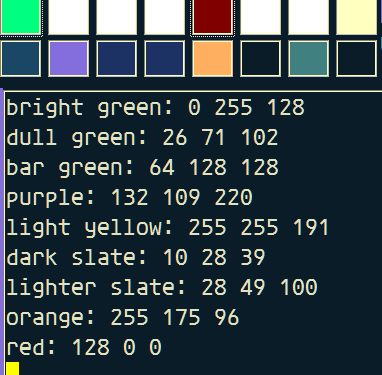 bright green: 0 255 128
dull green: 26 71 102
bar green: 64 128 128
purple: 132 109 220
light yellow: 255 255 191
dark slate: 10 28 39
lighter slate: 28 49 100
orange: 255 175 96
red: 128 0 0